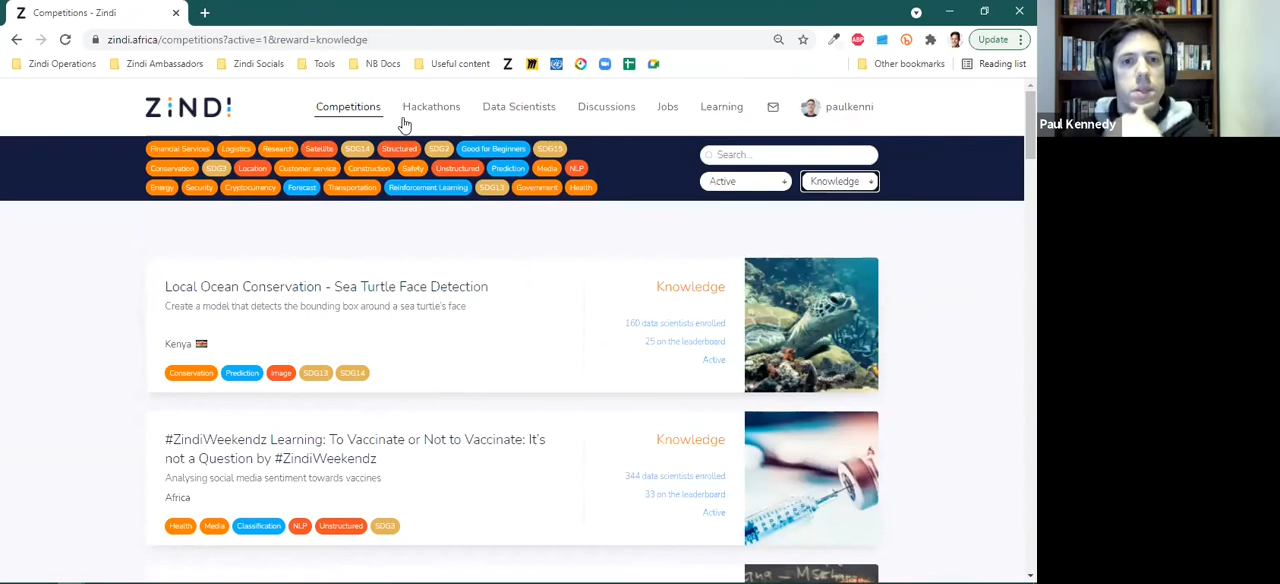 Competitions - Zindi
zindi.africa/competitions?active=1&reward=knowledge
ABP
Update
Zindi Operations
Zindi Ambassadors
Zindi Socials
Tools
NB Docs
Useful content
Other bookmarks
Reading list
ZINDI
Competitions
Hackathons
Data Scientists
Discussions
Jobs
Learning
paulkenni
Paul Kennedy
Financial Services Logistics Research Satellite SDG14 Structured SDG2 Good for Beginners SDG15
Conservation SDG3 Location Customer service Construction Safety Unstructured Prediction Media NLP
Energy Security Cryptocurrency Forecast Transportation Reinforcement Learning SDG13 Government Health
Search...
Active
Knowledge
Local Ocean Conservation - Sea Turtle Face Detection
Create a model that detects the bounding box around a sea turtle's face
Kenya
Conservation Prediction Image SDG13 SDG14
Knowledge
160 data scientists enrolled
25 on the leaderboard
Active
#ZindiWeekendz Learning: To Vaccinate or Not to Vaccinate: It's
not a Question by #ZindiWeekendz
Analysing social media sentiment towards vaccines
Africa
Health Media Classification NLP Unstructured SDG3
Knowledge
344 data scientists enrolled
33 on the leaderboard
Active